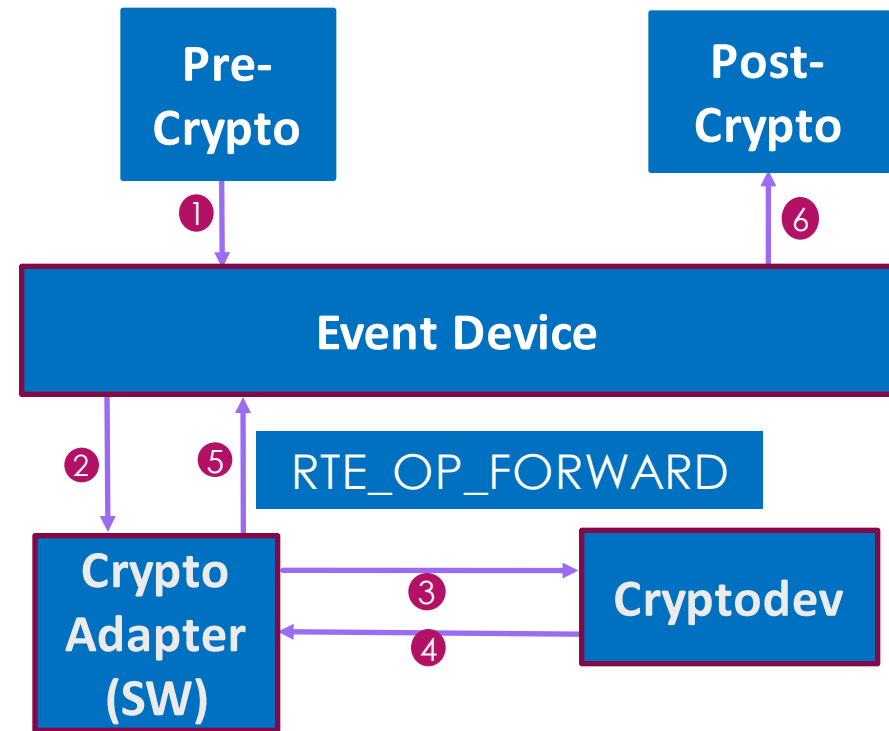 Pre-
Crypto
Post-
Crypto
1
6
Event Device
2
5
RTE_OP_FORWARD
Crypto
Adapter
(SW)
3
4
Cryptodev